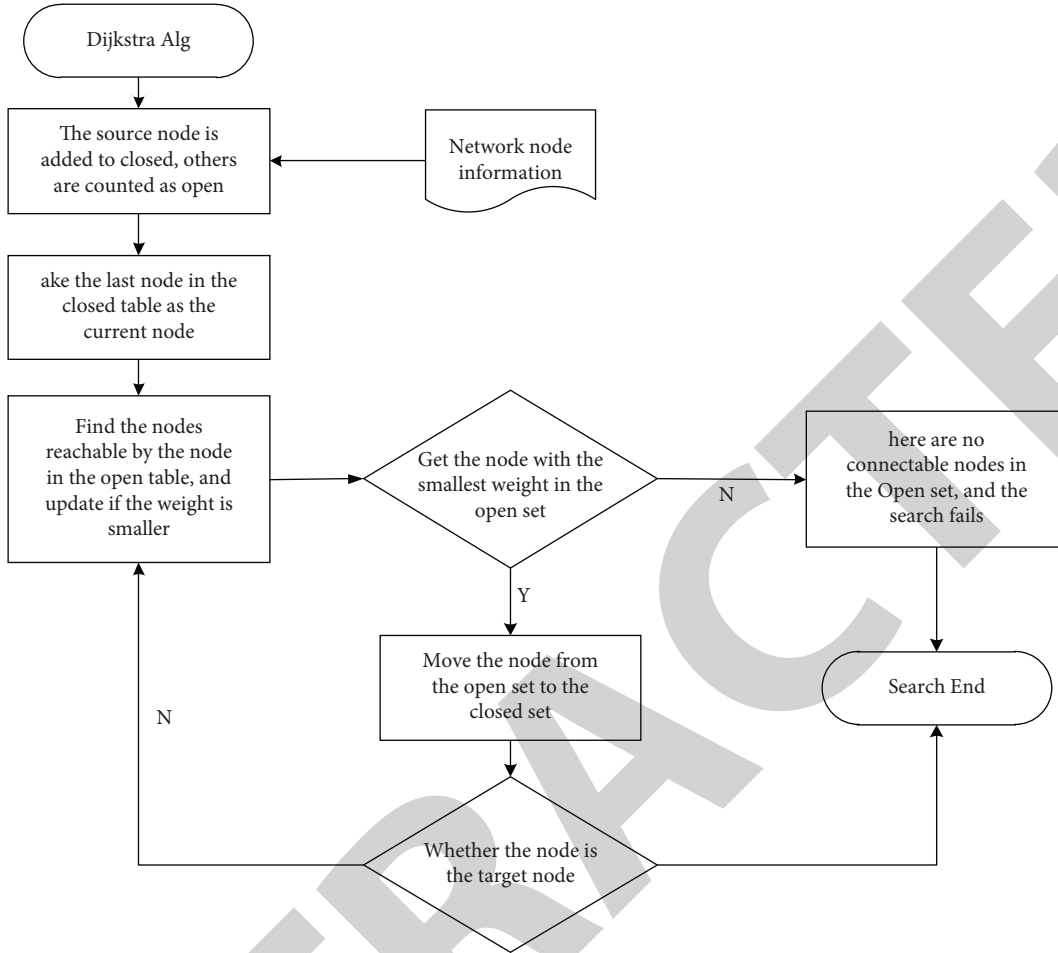 Dijkstra Alg
The source node is
added to closed, others
are counted as open
Network node
information
ake the last node in the
closed table as the
current node
Find the nodes
reachable by the node
in the open table, and
update if the weight is
smaller
Get the node with the
smallest weight in the
open set
N
here are no
connectable nodes in
the Open set, and the
search fails
Y
Move the node from
the open set to the
closed set
Search End
N
Whether the node is
the target node
TRACTE